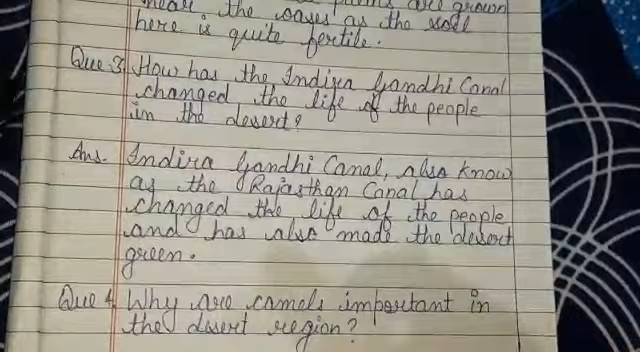 near the oases as the soil
here is quite fertile.
Que 3. How has the Indira Gandhi Canal
changed the life of the people
in the desert?
Ans. Indira Gandhi Canal, also know
as the Rajasthan Canal has
changed the life of the people
and has also made the desert
green.
Que 4. Why are camels important in
the desert region?